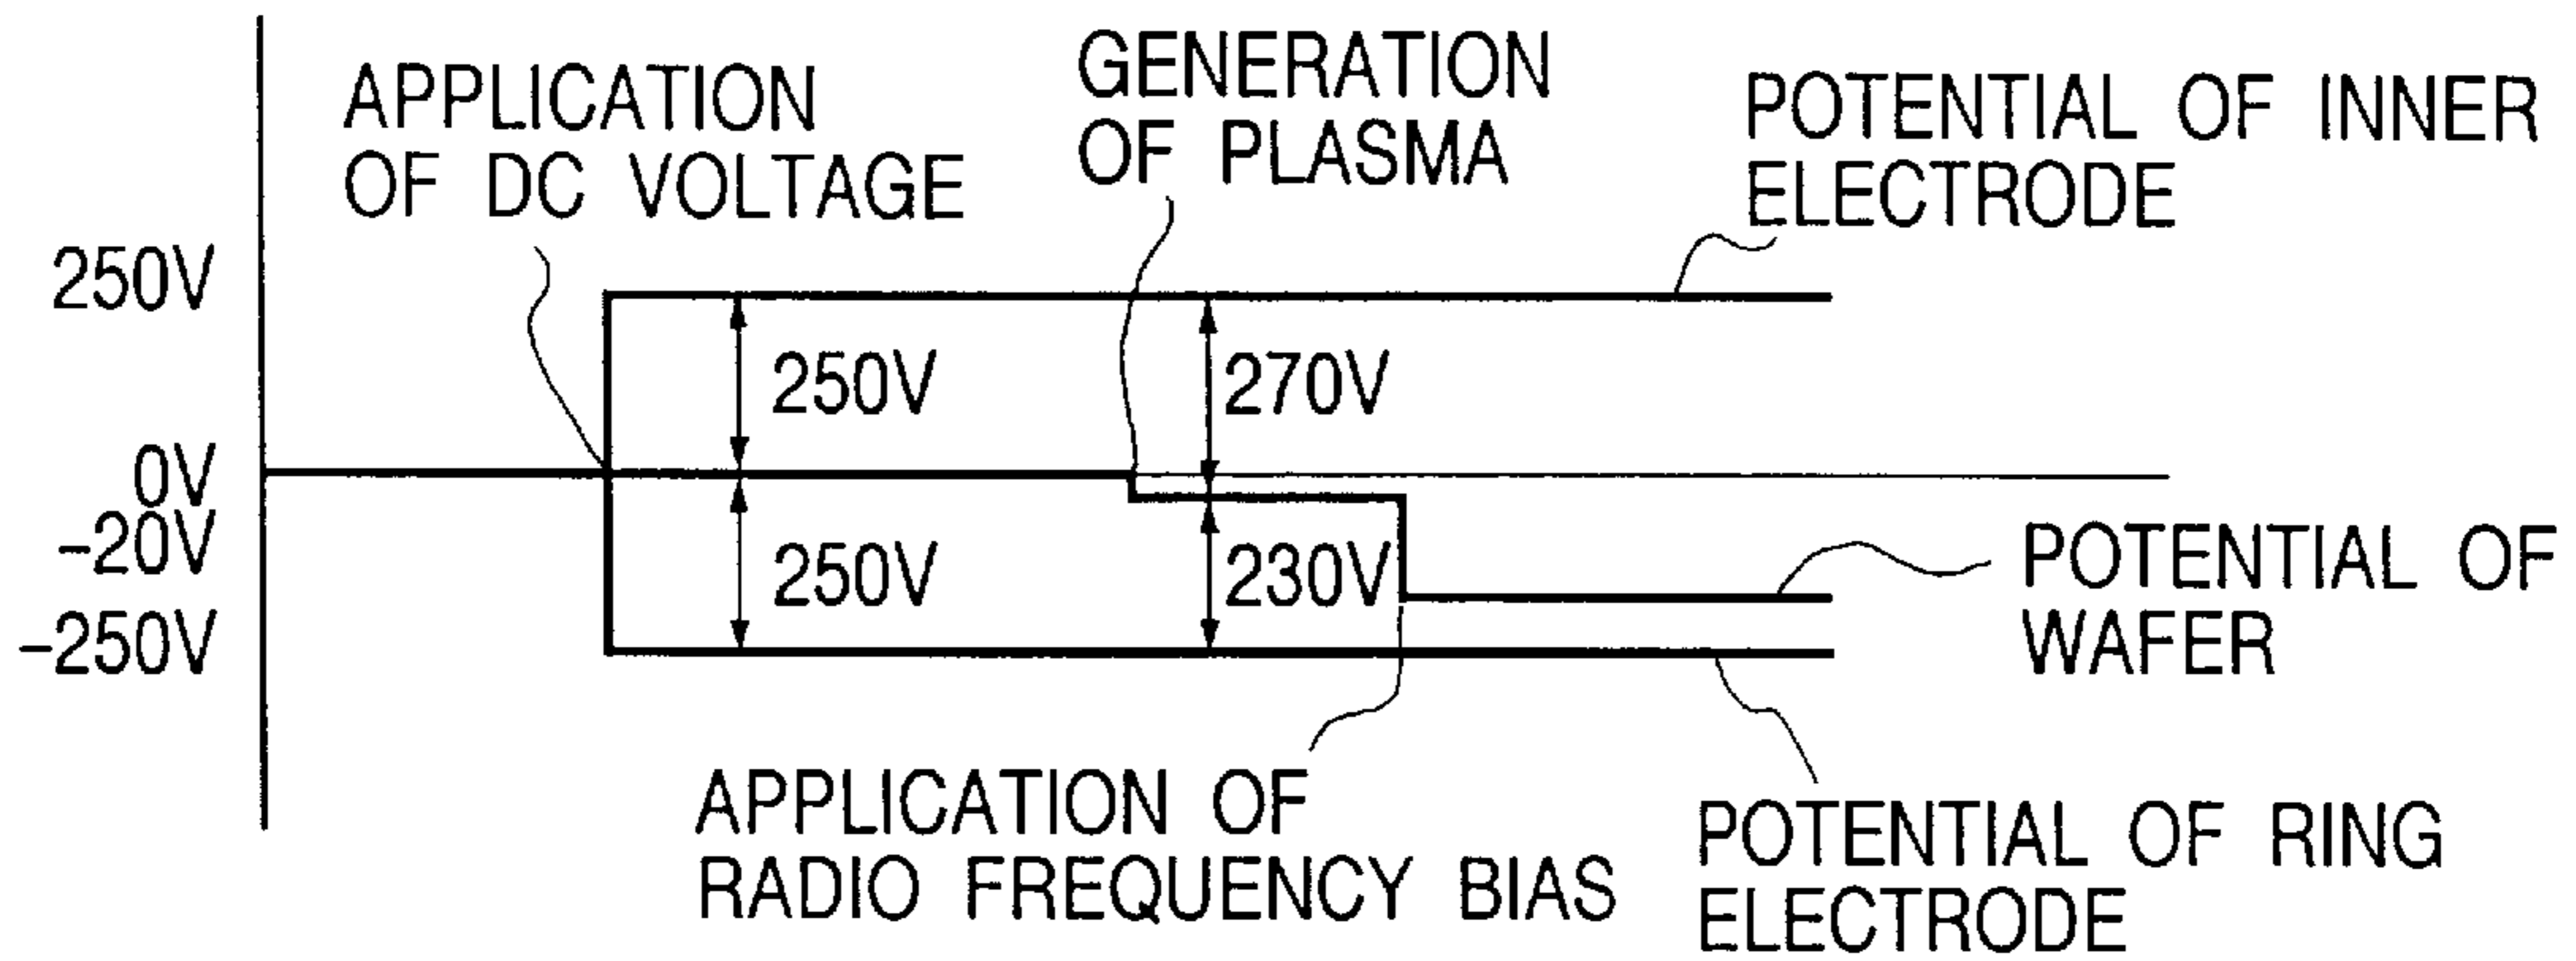 APPLICATION
OF DC VOLTAGE
GENERATION
OF PLASMA
POTENTIAL OF INNER
ELECTRODE
250V
250V
270V
0V
-20V
-250V
250V
230V
POTENTIAL OF
WAFER
APPLICATION OF
RADIO FREQUENCY BIAS
POTENTIAL OF RING
ELECTRODE